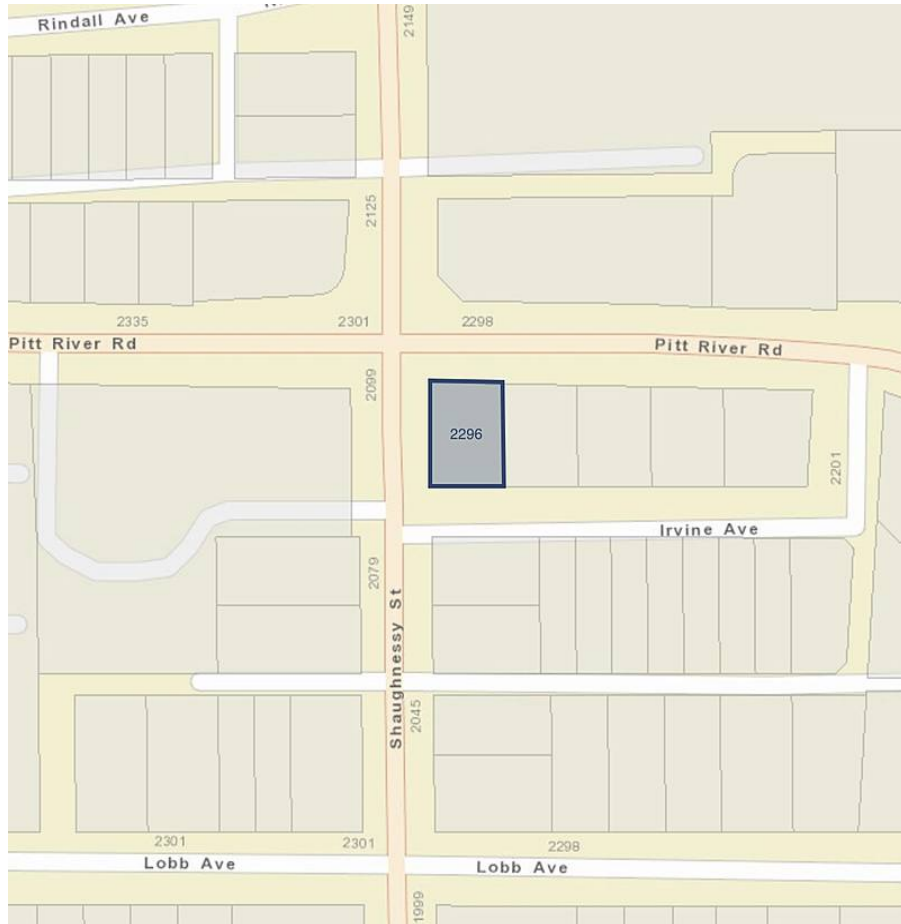 Rindall Ave
2149
2125
2335
2301
2298
Pitt River Rd
Pitt River Rd
2099
2296
2201
Irvine Ave
2079
Shaughnessy St
2045
2301
2301
2298
Lobb Ave
Lobb Ave
1999